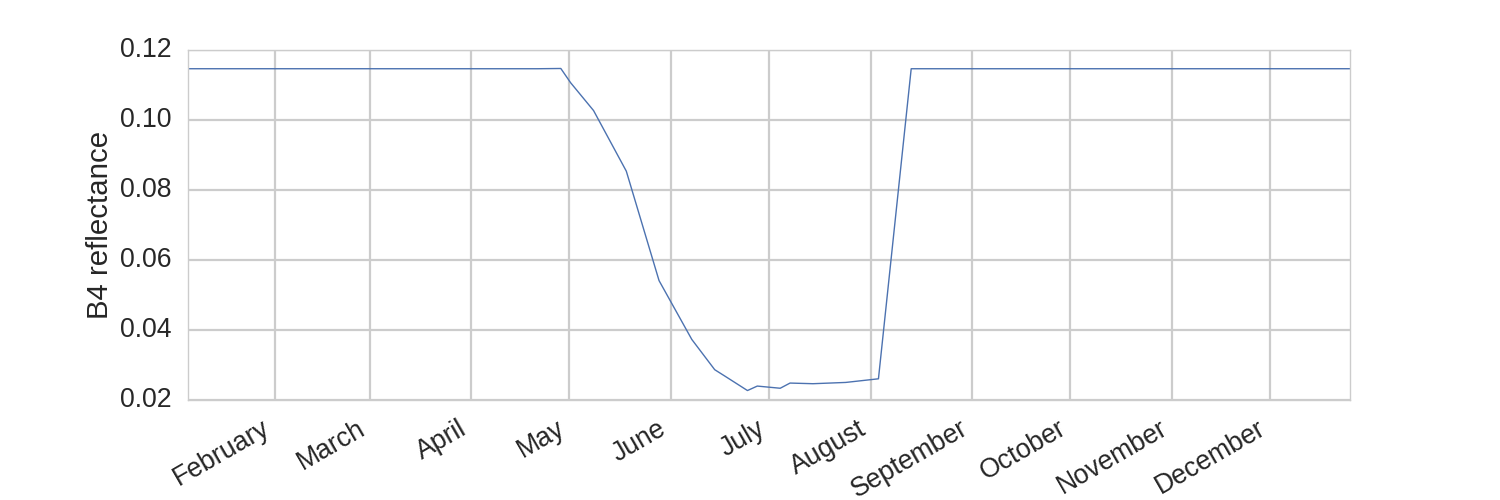 0.12
0.10
0.08
0.06
0.04
0.02
B4 reflectance
February
March
April
May
June
July
August
September
October
November
December